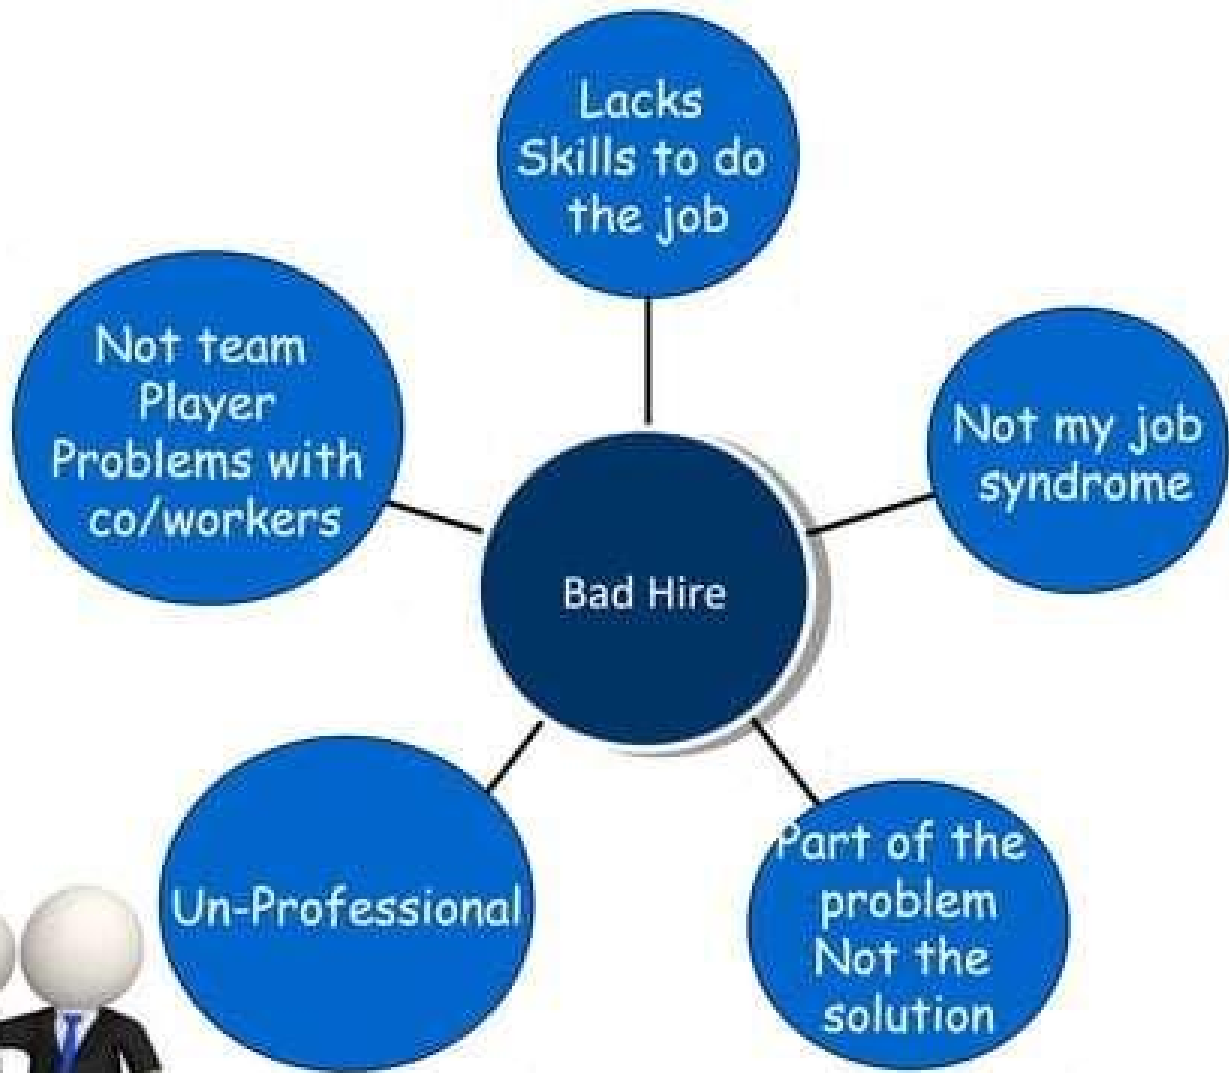 Lacks
Skills to do
the job
Not team
Player
Problems with
co/workers
Not my job
syndrome
Bad Hire
Un-Professional
Part of the
problem
Not the
solution